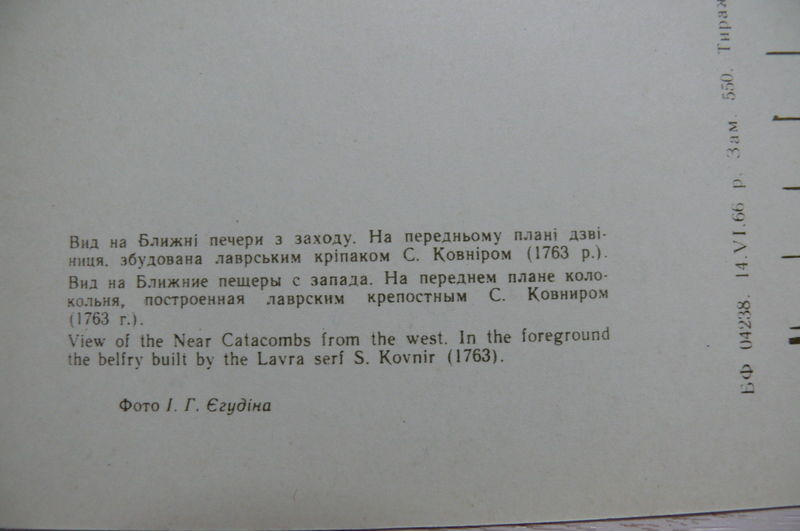 Вид на Ближні печери з заходу. На передньому плані дзві-
ниця, збудована лаврським кріпаком С. Ковніром (1763 р.).
Вид на Ближние пещеры с запада. На переднем плане коло-
кольня, построенная лаврским крепостным С. Ковниром
(1763 г.).
View of the Near Catacombs from the west. In the foreground
the belfry built by the Lavra serf S. Kovnir (1763).
Фото І. Г. Єгудіна
БФ 04238. 14.VI.66 р. Зам. 550. Тираж